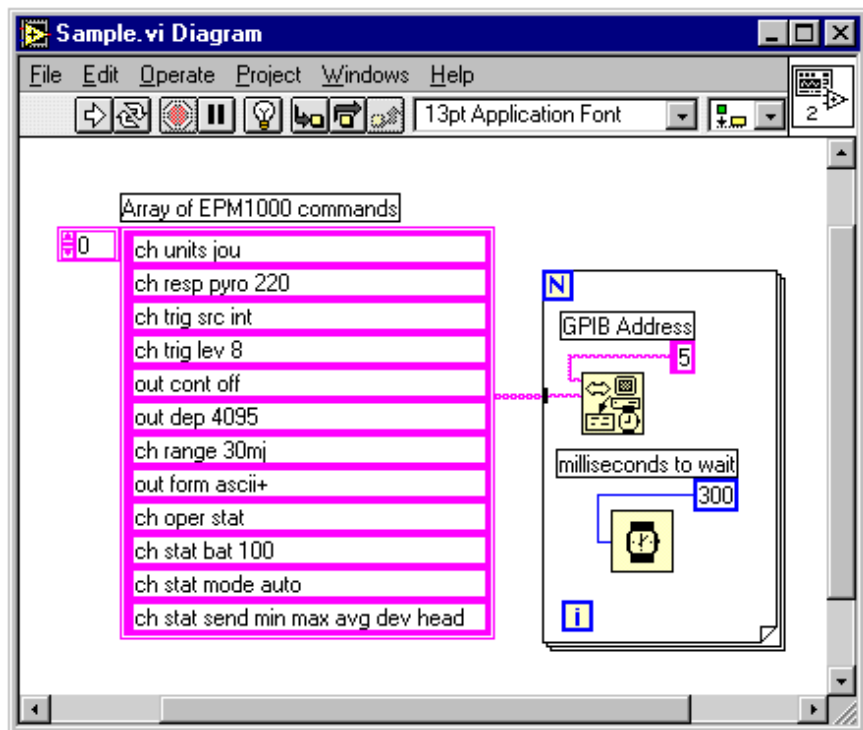 Sample.vi Diagram
File Edit Operate Project Windows Help
13pt Application Font
2
Array of EPM1000 commands
0
ch units jou
ch resp pyro 220
ch trig src int
ch trig lev 8
out cont off
out dep 4095
ch range 30mj
out form ascii+
ch oper stat
ch stat bat 100
ch stat mode auto
ch stat send min max avg dev head
N
GPIB Address
5
milliseconds to wait
300
i